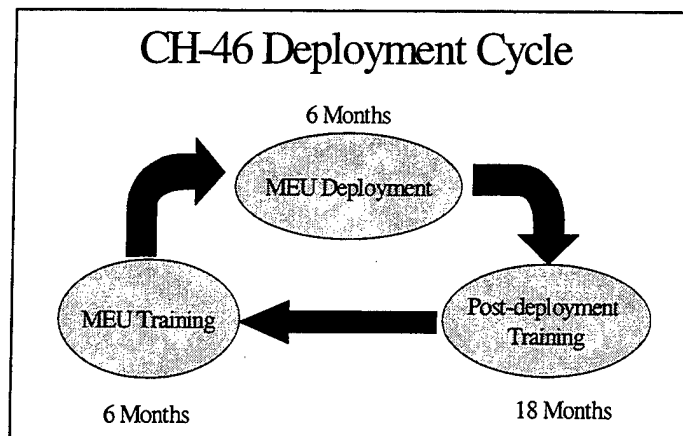 CH-46 Deployment Cycle
6 Months
MEU Deployment
MEU Training
Post-deployment
Training
6 Months
18 Months